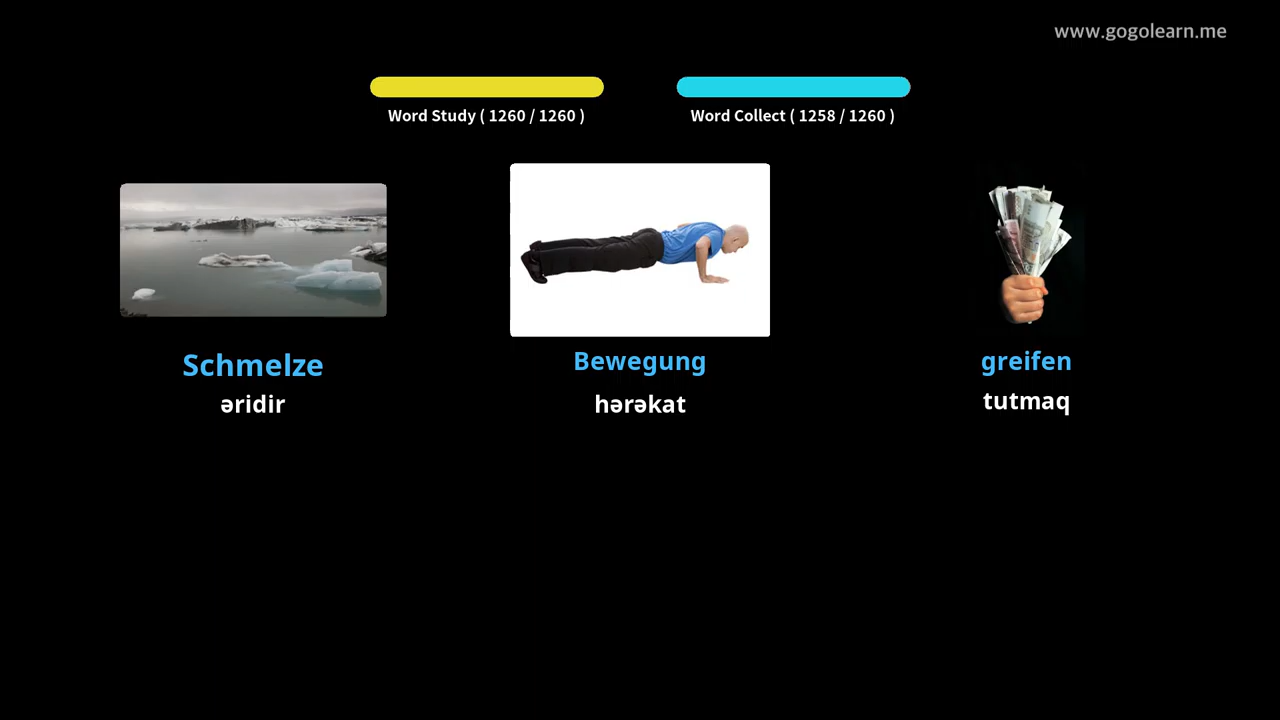 www.gogolearn.me
Word Study ( 1260 / 1260 )
Word Collect ( 1258 / 1260 )
Schmelze
Bewegung
greifen
əridir
hərəkat
tutmaq